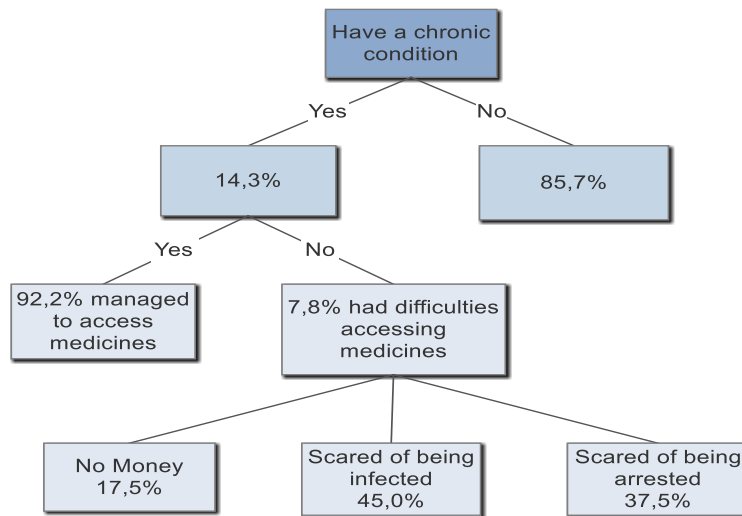 Have a chronic
condition
Yes
No
14,3%
85,7%
Yes
No
92,2% managed
to access
medicines
7,8% had difficulties
accessing
medicines
No Money
17,5%
Scared of being
infected
45,0%
Scared of being
arrested
37,5%